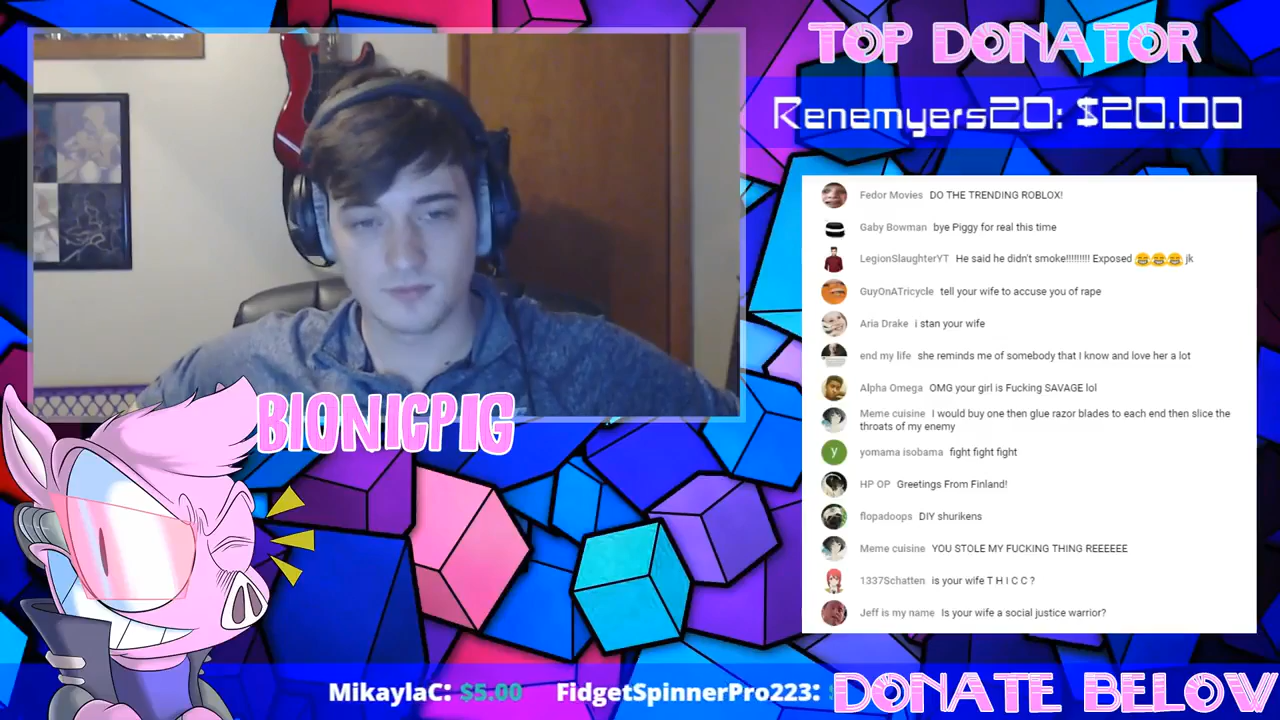 TOP DONATOR
Renemyers20: $20.00
Fedor Movies DO THE TRENDING ROBLOX!
Gaby Bowman bye Piggy for real this time
LegionSlaughterYT He said he didn't smoke!!!!!!!!! Exposed 😂😂😂 jk
GuyOnATricycle tell your wife to accuse you of rape
Aria Drake i stan your wife
end my life she reminds me of somebody that I know and love her a lot
Alpha Omega OMG your girl is Fucking SAVAGE lol
Meme cuisine I would buy one then glue razor blades to each end then slice the
throats of my enemy
y
yomama isobama fight fight fight
HP OP Greetings From Finland!
flopadoops DIY shurikens
Meme cuisine YOU STOLE MY FUCKING THING REEEEEE
1337Schatten is your wife T H I C C ?
Jeff is my name Is your wife a social justice warrior?
BIONICPIG
MikaylaC: $5.00 FidgetSpinnerPro223:
DONATE BELOW